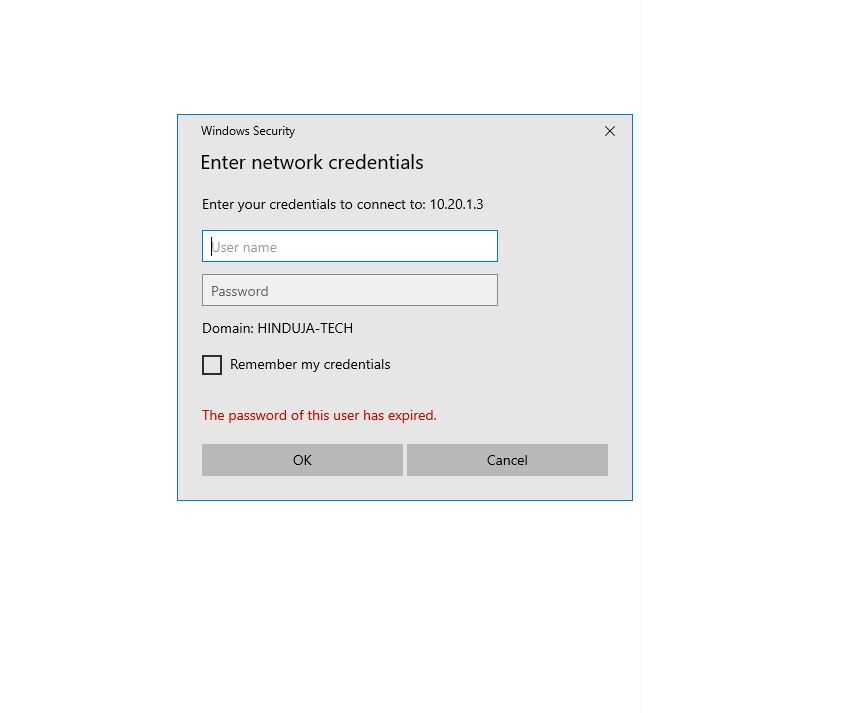 Windows Security
Enter network credentials
Enter your credentials to connect to: 10.20.1.3
User name
Password
Domain: HINDUJA-TECH
Remember my credentials
The password of this user has expired.
OK Cancel